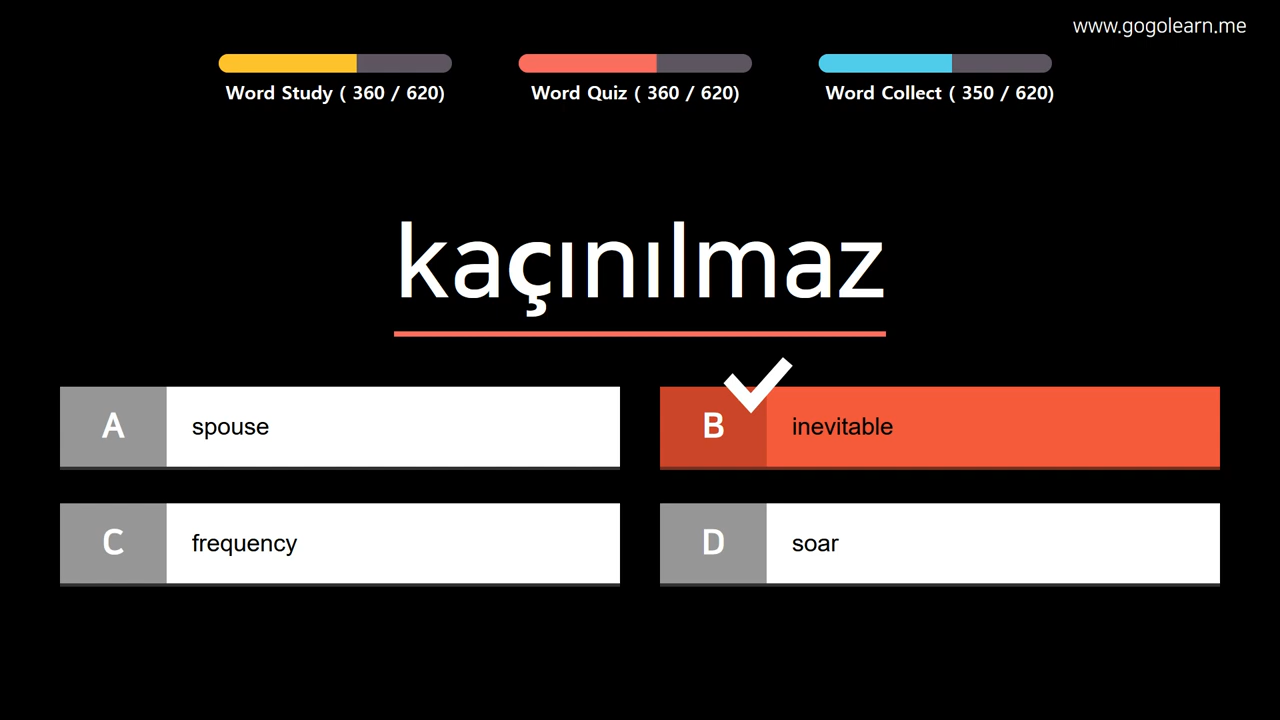 www.gogolearn.me
Word Study ( 360 / 620)
Word Quiz ( 360 / 620)
Word Collect ( 350 / 620)
kaçınılmaz
A spouse
B inevitable
C frequency
D soar